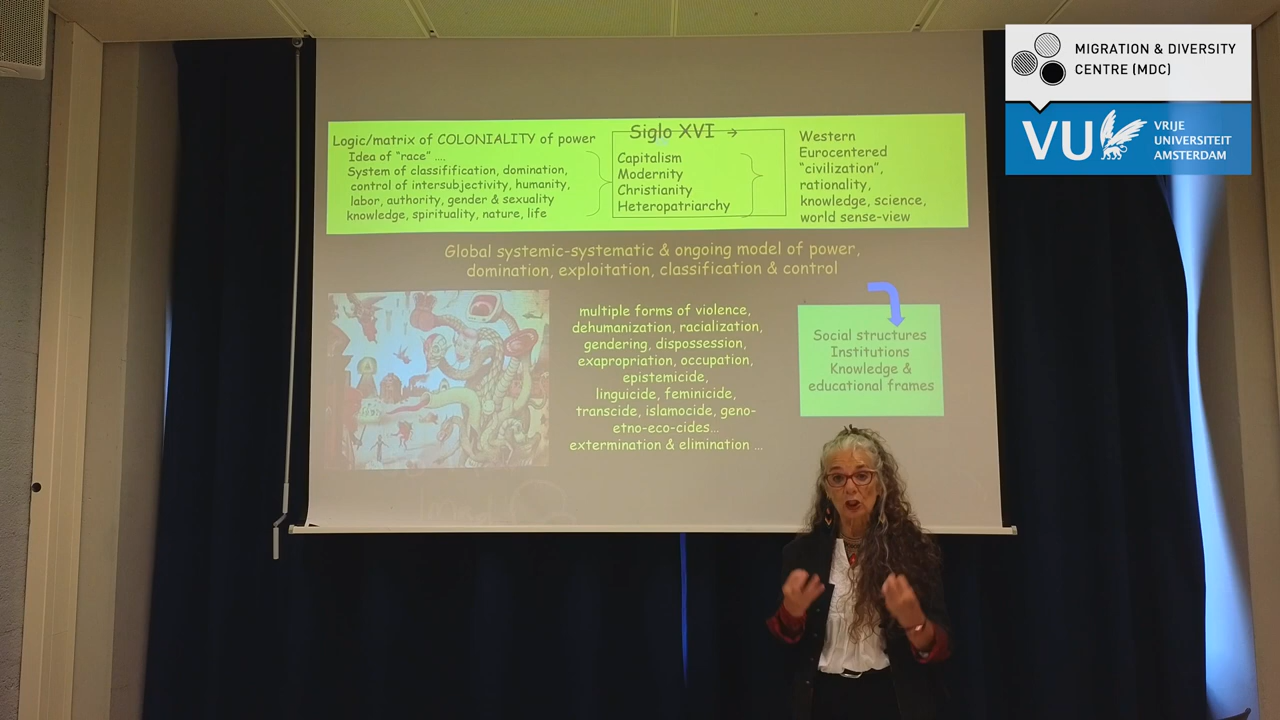 MIGRATION & DIVERSITY
CENTRE (MDC)
VU
VRIJE
UNIVERSITEIT
AMSTERDAM
Logic/matrix of COLONIALITY of power
Idea of "race" ....
System of classifification, domination,
control of intersubjectivity, humanity,
labor, authority, gender & sexuality
knowledge, spirituality, nature, life
Siglo XVI →
Capitalism
Modernity
Christianity
Heteropatriarchy
Western
Eurocentered
"civilization",
rationality,
knowledge, science,
world sense-view
Global systemic-systematic & ongoing model of power,
domination, exploitation, classification & control
multiple forms of violence,
dehumanization, racialization,
gendering, dispossession,
exapropriation, occupation,
epistemicide,
linguicide, feminicide,
transcide, islamocide, geno-
etno-eco-cides…
extermination & elimination …
Social structures
Institutions
Knowledge &
educational frames